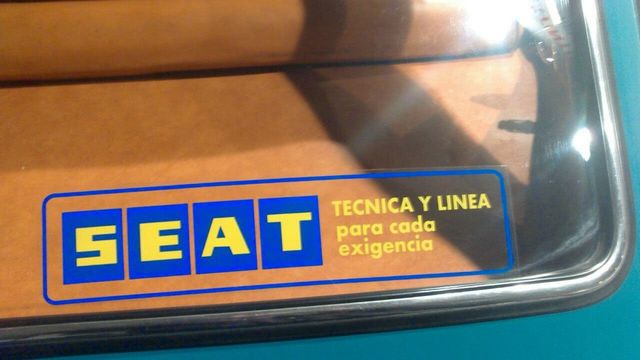 SEAT
TECNICA Y LINEA
para cada
exigencia